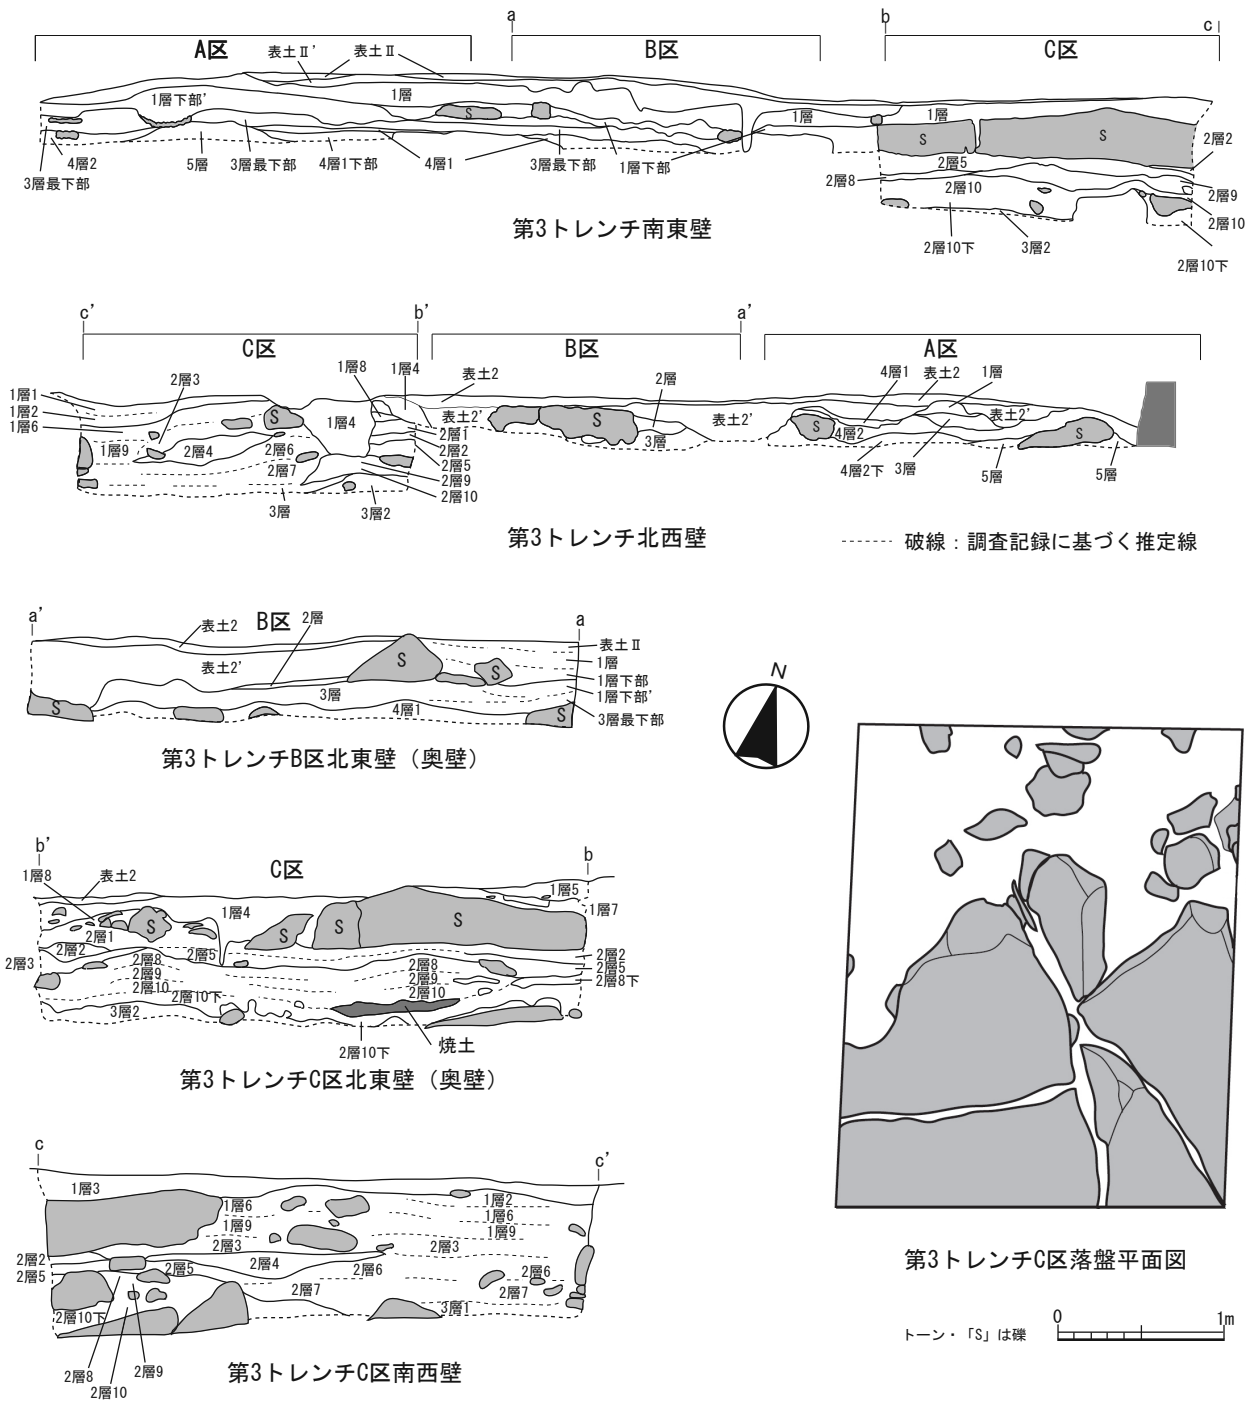 a
b
c
A区
B区
C区
表土Ⅱ'
表土Ⅱ
1層下部'
1層
S
1層
1層
S
S
2層2
4層2
3層最下部
5層
3層最下部
4層1下部
4層1
3層最下部
1層下部
2層5
2層8
2層10
2層9
2層10
2層10下
3層2
2層10下
第3トレンチ南東壁
c'
b'
a'
C区
B区
A区
1層1
1層2
1層6
2層3
1層8
1層4
表土2
S
1層4
表土2'
1層9
2層4
2層6
2層7
2層1
2層2
2層5
2層9
2層10
3層
3層2
S
2層
3層
表土2'
4層1
表土2
1層
表土2'
S
4層2
S
4層2下
3層
5層
5層
第3トレンチ北西壁
破線：調査記録に基づく推定線
a'
B区
a
表土2
2層
表土2'
S
S
表土Ⅱ
1層
1層下部
1層下部'
3層最下部
3層
4層1
S
S
第3トレンチB区北東壁（奥壁）
N
b'
C区
b
1層8
表土2
1層5
1層7
1層4
S
S
S
S
2層1
2層2
2層3
2層8
2層5
2層9
2層10
2層10下
3層2
2層8
2層9
2層10
2層2
2層5
2層8下
2層10下
焼土
第3トレンチC区北東壁（奥壁）
c
c'
1層3
1層6
1層9
2層3
1層2
1層6
1層9
2層3
2層2
2層5
2層5
2層4
2層6
2層7
2層6
2層7
3層1
2層10下
2層8
2層10
2層9
第3トレンチC区南西壁
第3トレンチC区落盤平面図
トーン・「S」は礫
0
1m